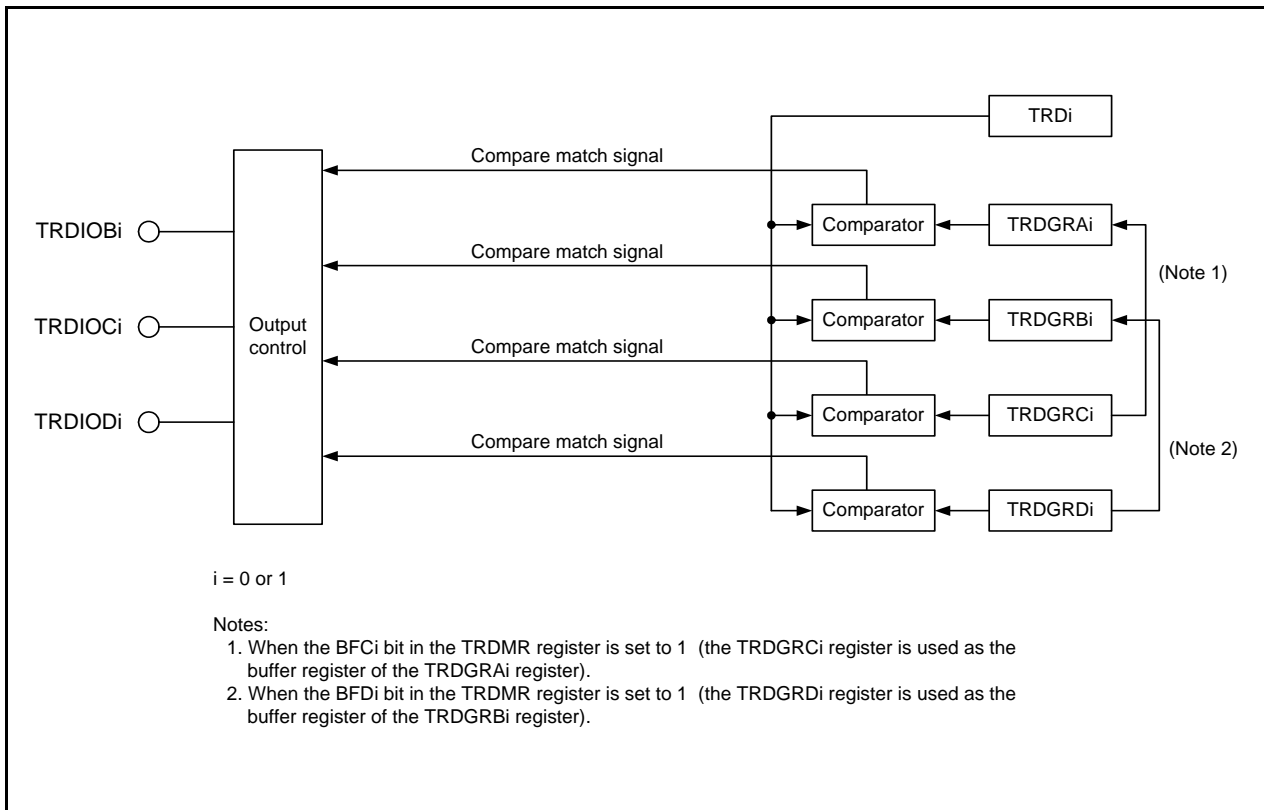 TRDi
Compare match signal
Comparator
TRDGRAi
TRDIOBi
(Note 1)
Compare match signal
Comparator
TRDGRBi
TRDIOCi
Output
control
Compare match signal
Comparator
TRDGRCi
TRDIODi
(Note 2)
Compare match signal
Comparator
TRDGRDi
i = 0 or 1
Notes:
1. When the BFCi bit in the TRDMR register is set to 1 (the TRDGRCi register is used as the
buffer register of the TRDGRAi register).
2. When the BFDi bit in the TRDMR register is set to 1 (the TRDGRDi register is used as the
buffer register of the TRDGRBi register).